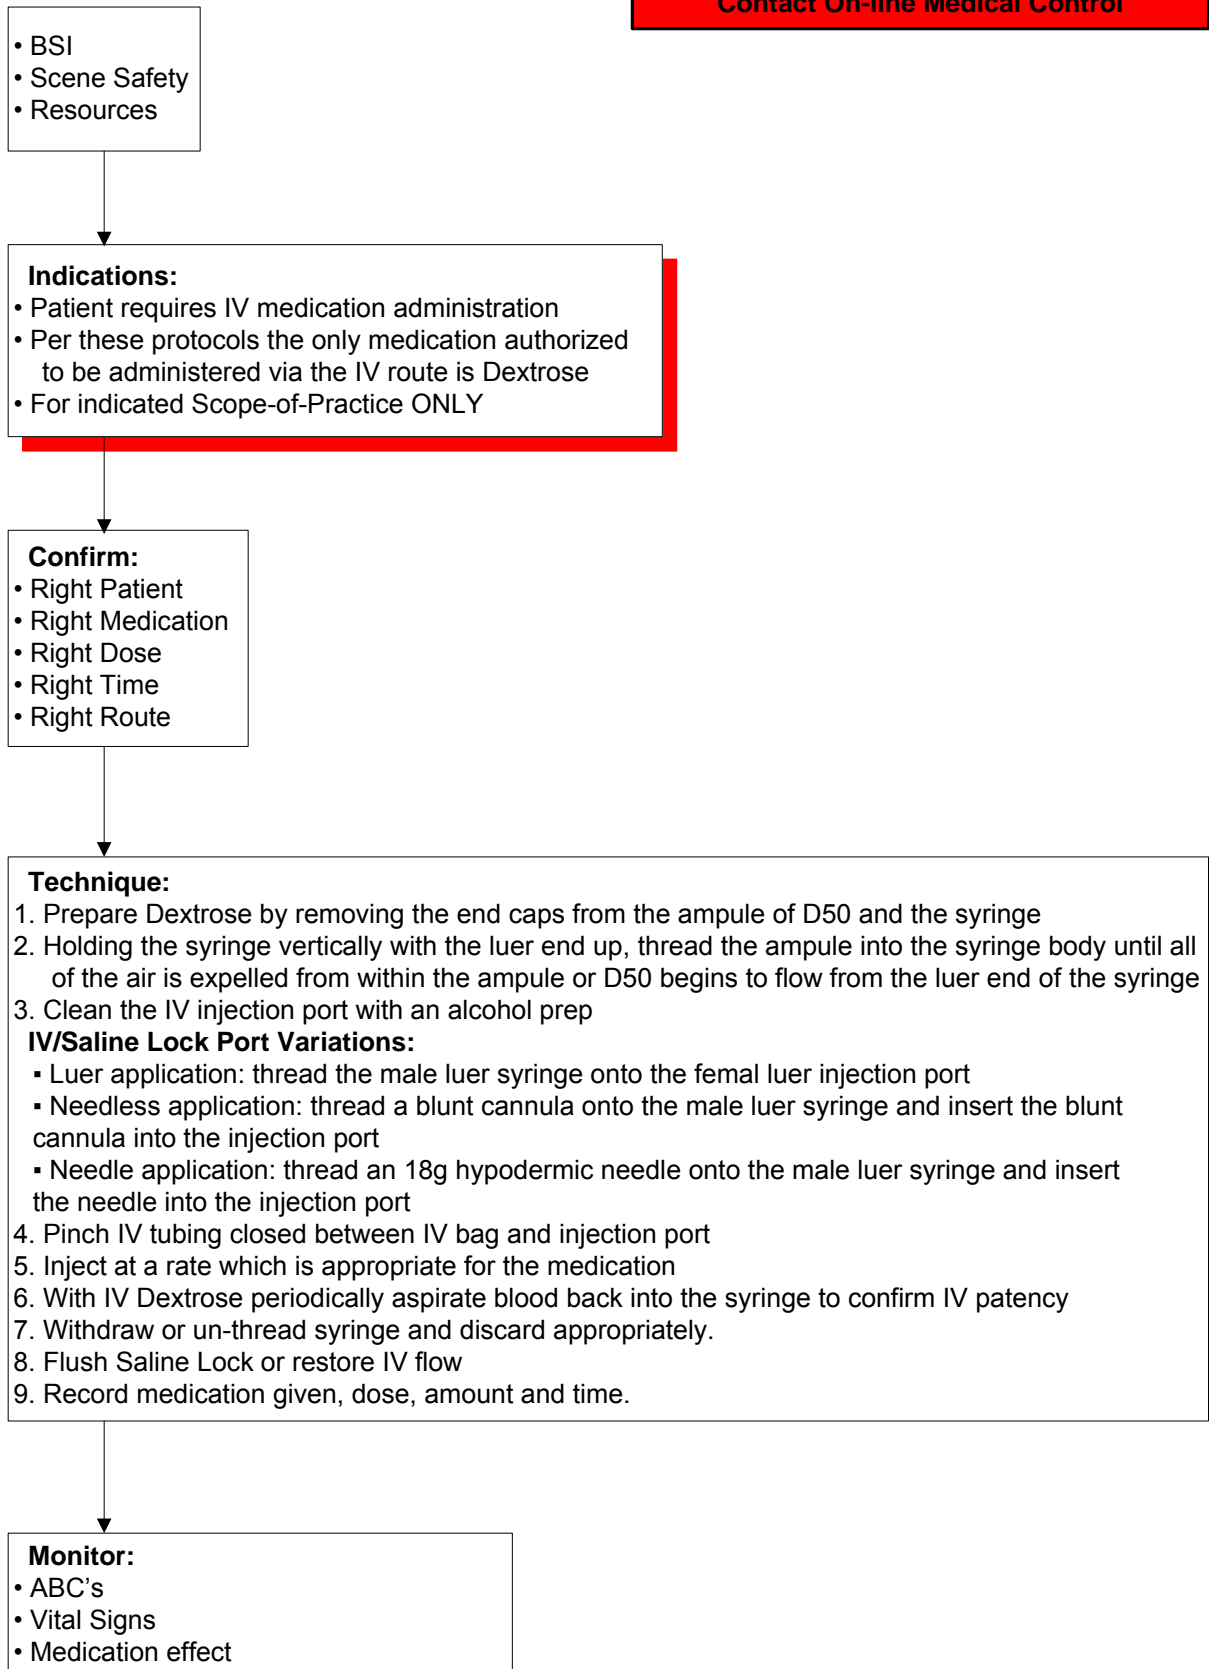 Contact On-line Medical Control
• BSI
• Scene Safety
• Resources
Indications:
• Patient requires IV medication administration
• Per these protocols the only medication authorized
to be administered via the IV route is Dextrose
• For indicated Scope-of-Practice ONLY
Confirm:
• Right Patient
• Right Medication
• Right Dose
• Right Time
• Right Route
Technique:
1. Prepare Dextrose by removing the end caps from the ampule of D50 and the syringe
2. Holding the syringe vertically with the luer end up, thread the ampule into the syringe body until all
of the air is expelled from within the ampule or D50 begins to flow from the luer end of the syringe
3. Clean the IV injection port with an alcohol prep
IV/Saline Lock Port Variations:
▪ Luer application: thread the male luer syringe onto the femal luer injection port
▪ Needless application: thread a blunt cannula onto the male luer syringe and insert the blunt
cannula into the injection port
▪ Needle application: thread an 18g hypodermic needle onto the male luer syringe and insert
the needle into the injection port
4. Pinch IV tubing closed between IV bag and injection port
5. Inject at a rate which is appropriate for the medication
6. With IV Dextrose periodically aspirate blood back into the syringe to confirm IV patency
7. Withdraw or un-thread syringe and discard appropriately.
8. Flush Saline Lock or restore IV flow
9. Record medication given, dose, amount and time.
Monitor:
• ABC’s
• Vital Signs
• Medication effect